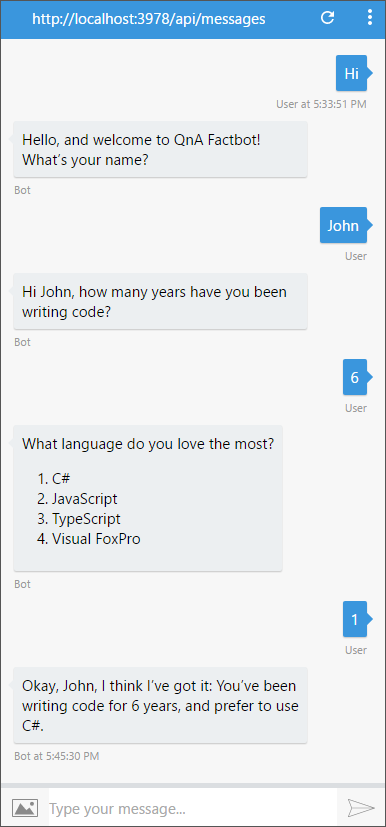 http://localhost:3978/api/messages
Hi
User at 5:33:51 PM
Hello, and welcome to QnA Factbot!
What's your name?
Bot
John
User
Hi John, how many years have you been
writing code?
Bot
6
User
What language do you love the most?
1. C#
2. JavaScript
3. TypeScript
4. Visual FoxPro
Bot
1
User
Okay, John, I think I've got it: You've been
writing code for 6 years, and prefer to use
C#.
Bot at 5:45:30 PM
Type your message...